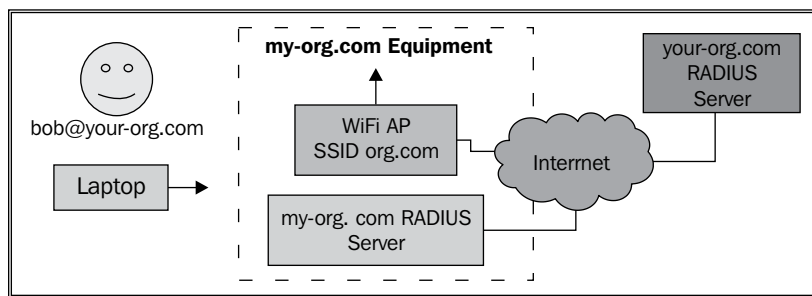 my-org.com Equipment
bob@your-org.com
Laptop
WiFi AP
SSID org.com
my-org. com RADIUS
Server
Internet
your-org.com
RADIUS
Server